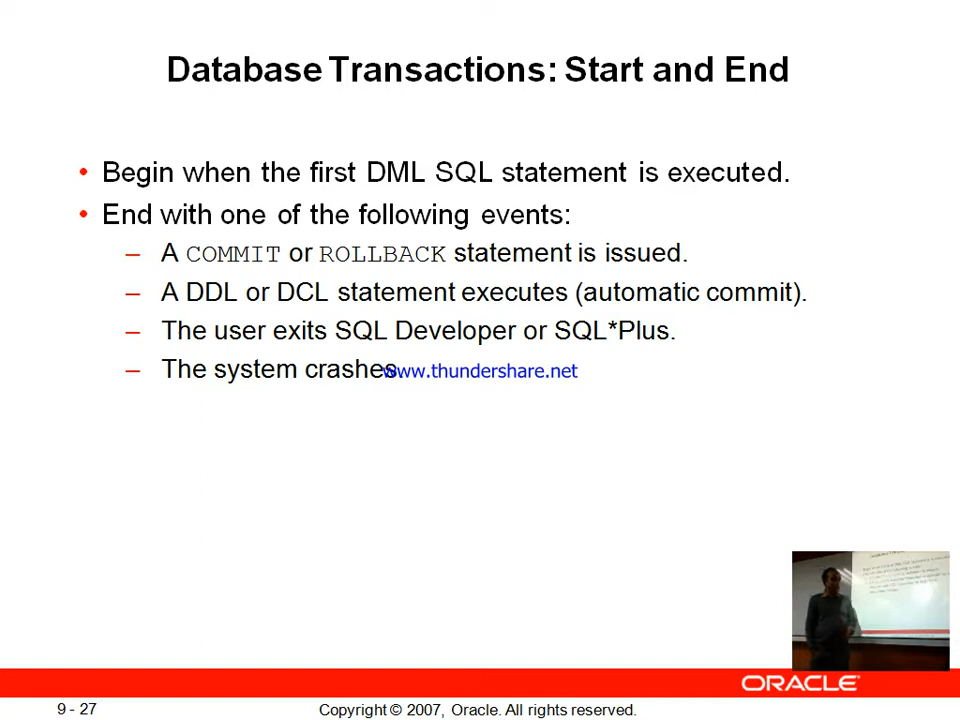 Database Transactions: Start and End
• Begin when the first DML SQL statement is executed.
• End with one of the following events:
– A COMMIT or ROLLBACK statement is issued.
– A DDL or DCL statement executes (automatic commit).
– The user exits SQL Developer or SQL*Plus.
– The system crashes.
www.thundershare.net
ORACLE
9 - 27
Copyright © 2007, Oracle. All rights reserved.